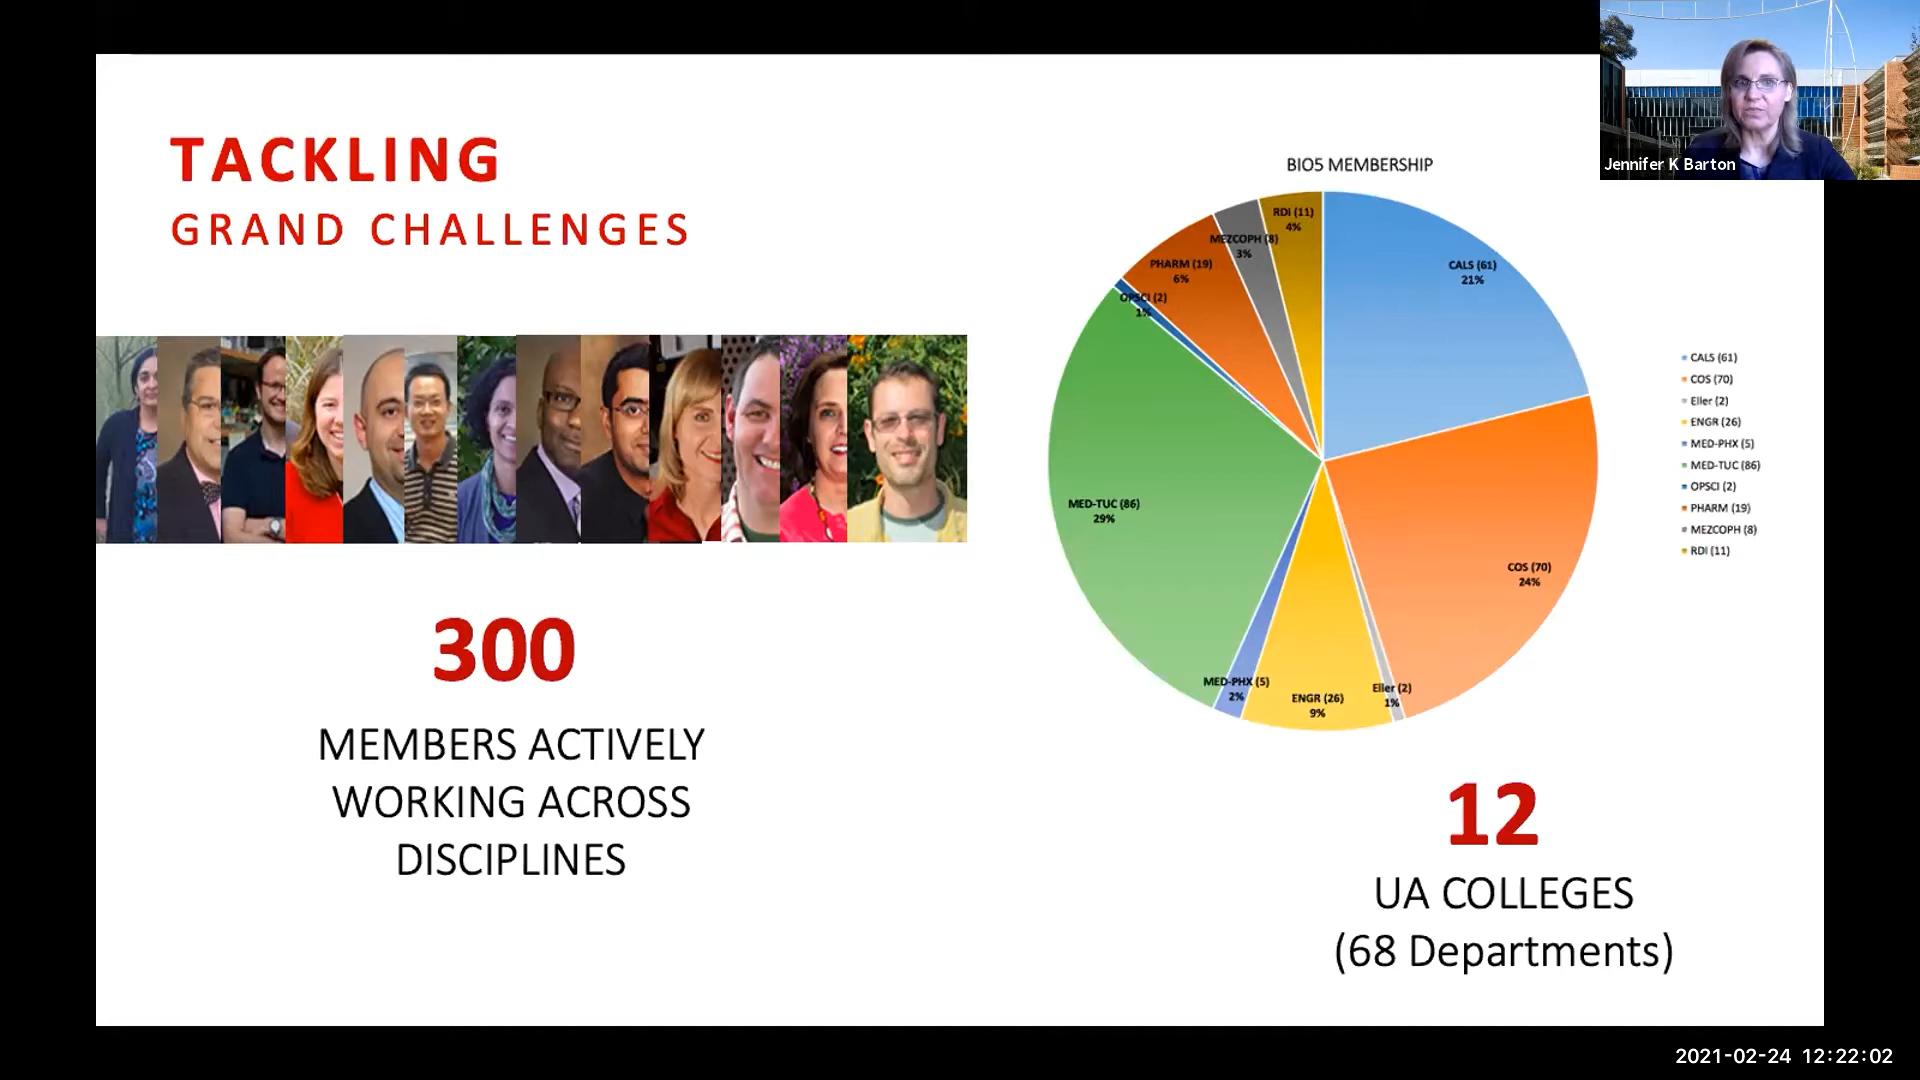 TACKLING
GRAND CHALLENGES
300
MEMBERS ACTIVELY
WORKING ACROSS
DISCIPLINES
BIO5 MEMBERSHIP
RDI (11)
4%
MEZCOPH (8)
3%
PHARM (19)
6%
OPSCI (2)
1%
CALS (61)
21%
MED-TUC (86)
29%
COS (70)
24%
MED-PHX (5)
2%
ENGR (26)
9%
Eller (2)
1%
CALS (61)
COS (70)
Eller (2)
ENGR (26)
MED-PHX (5)
MED-TUC (86)
OPSCI (2)
PHARM (19)
MEZCOPH (8)
RDI (11)
12
UA COLLEGES
(68 Departments)
Jennifer K Barton
2021-02-24 12:22:02